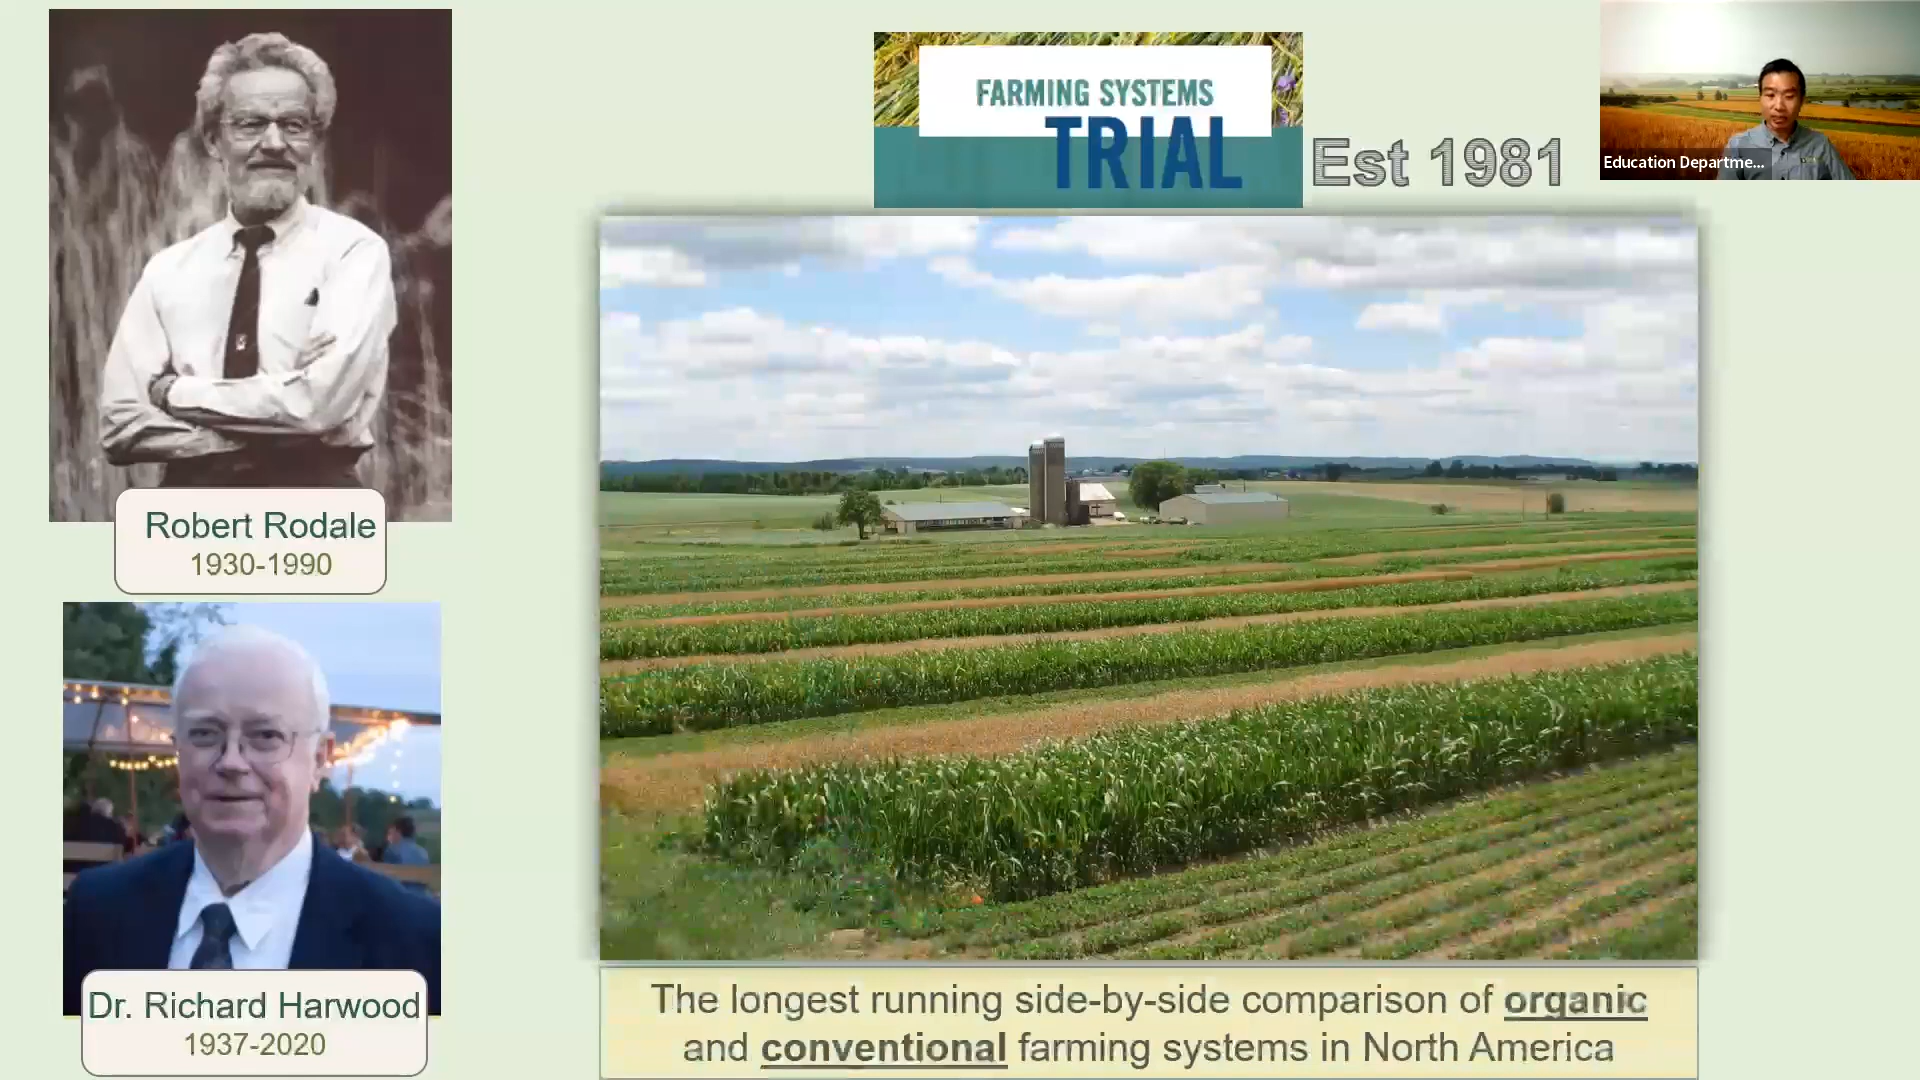 FARMING SYSTEMS
TRIAL
Est 1981
Education Departme...
Robert Rodale
1930-1990
Dr. Richard Harwood
1937-2020
The longest running side-by-side comparison of organic
and conventional farming systems in North America